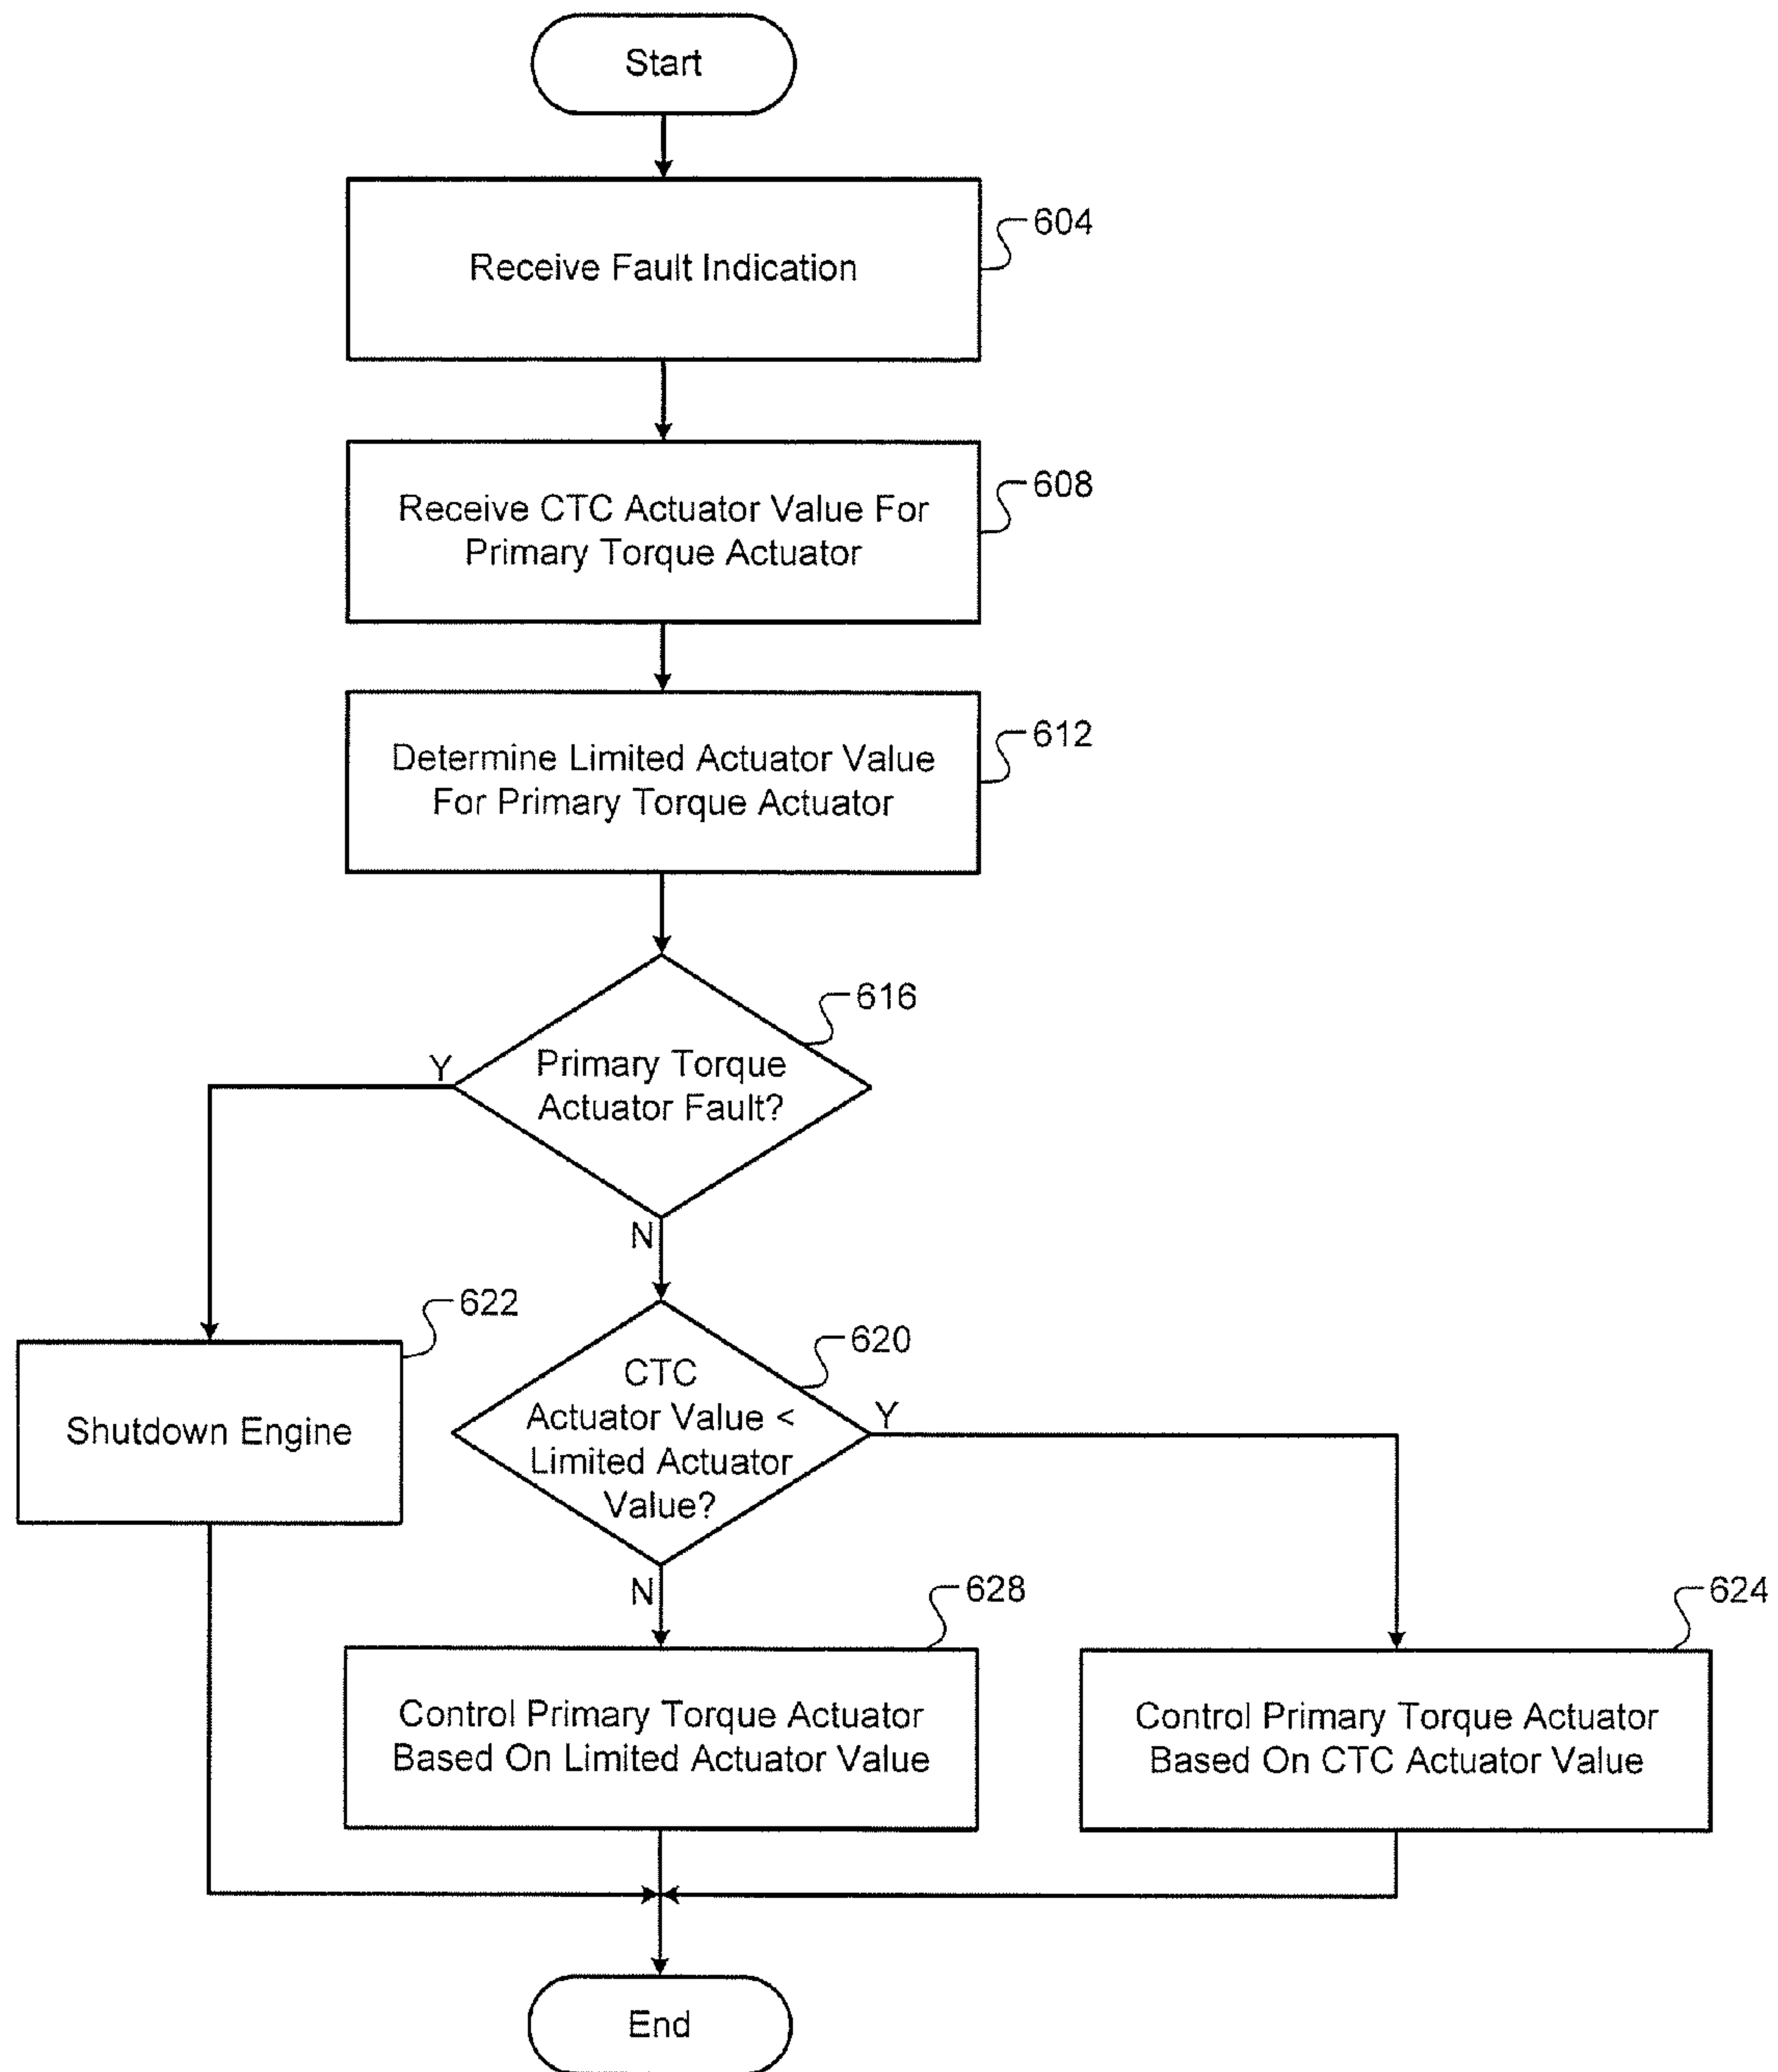 Start
604
Receive Fault Indication
608
Receive CTC Actuator Value For
Primary Torque Actuator
612
Determine Limited Actuator Value
For Primary Torque Actuator
616
Y
Primary Torque
Actuator Fault?
N
622
620
CTC
Actuator Value <
Limited Actuator
Value?
Y
Shutdown Engine
N
628
624
Control Primary Torque Actuator
Based On Limited Actuator Value
Control Primary Torque Actuator
Based On CTC Actuator Value
End